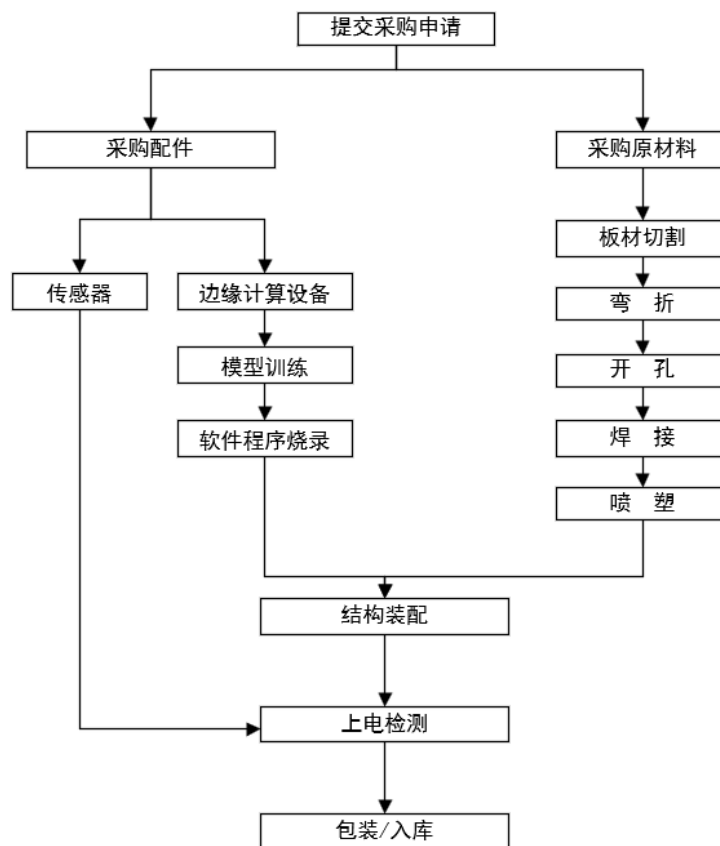 提交采购申请
采购配件
采购原材料
板材切割
传感器
边缘计算设备
弯 折
模型训练
开 孔
软件程序烧录
焊 接
喷 塑
结构装配
上电检测
包装/入库